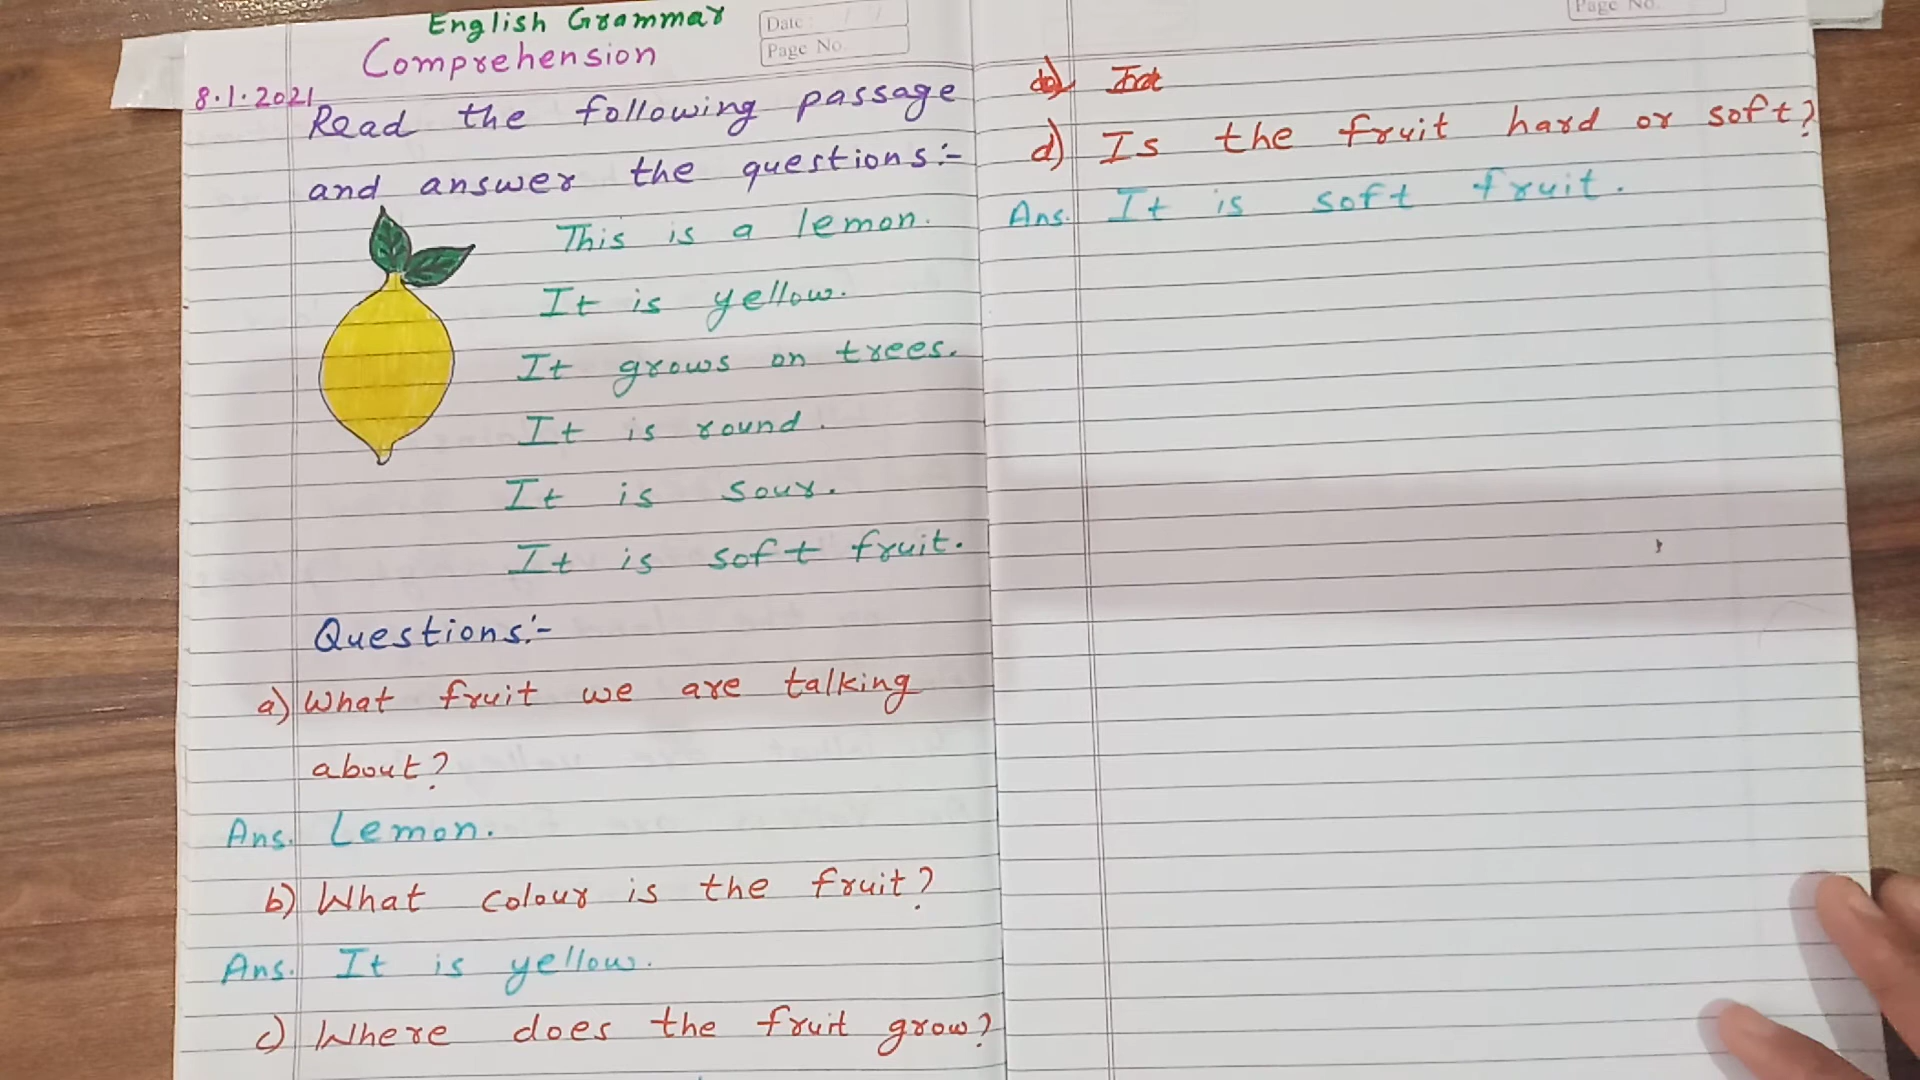 English Grammar
Date
Page No
Comprehension
8.1.2021
Read the following passage
and answer the questions:-
This is a lemon.
It is yellow.
It grows on trees.
It is round.
It is sour.
It is soft fruit.
Questions:-
a) What fruit we are talking
about?
Ans. Lemon.
b) What colour is the fruit?
Ans. It is yellow.
c) Where does the fruit grow?
Page No.
d) Is the fruit hard or soft?
Ans. It is soft fruit.